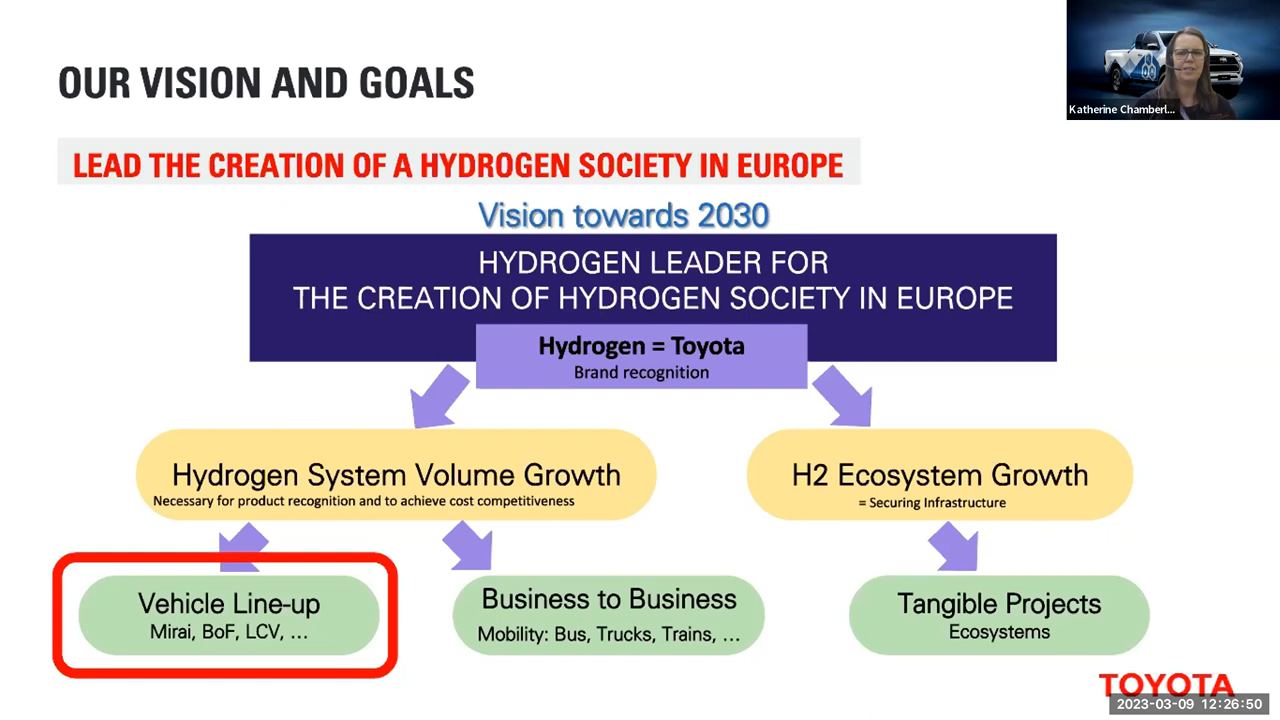 OUR VISION AND GOALS
Katherine Chamberl...
LEAD THE CREATION OF A HYDROGEN SOCIETY IN EUROPE
Vision towards 2030
HYDROGEN LEADER FOR
THE CREATION OF HYDROGEN SOCIETY IN EUROPE
Hydrogen = Toyota
Brand recognition
Hydrogen System Volume Growth
Necessary for product recognition and to achieve cost competitiveness
H2 Ecosystem Growth
= Securing Infrastructure
Vehicle Line-up
Mirai, BoF, LCV, ...
Business to Business
Mobility: Bus, Trucks, Trains, ...
Tangible Projects
Ecosystems
TOYOTA
2023-03-09 12:26:50